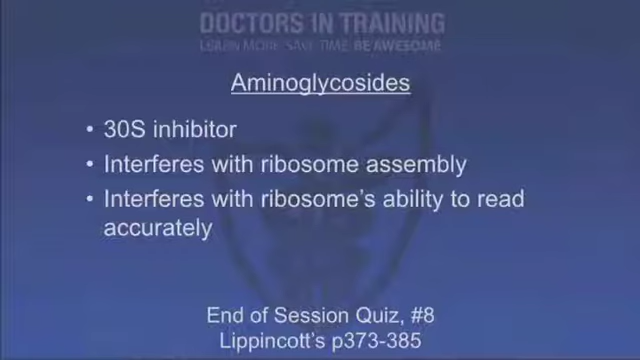 DOCTORS IN TRAINING
LEARN MORE. SAVE TIME. BE AWESOME.
Aminoglycosides
• 30S inhibitor
• Interferes with ribosome assembly
• Interferes with ribosome's ability to read
accurately
End of Session Quiz, #8
Lippincott's p373-385